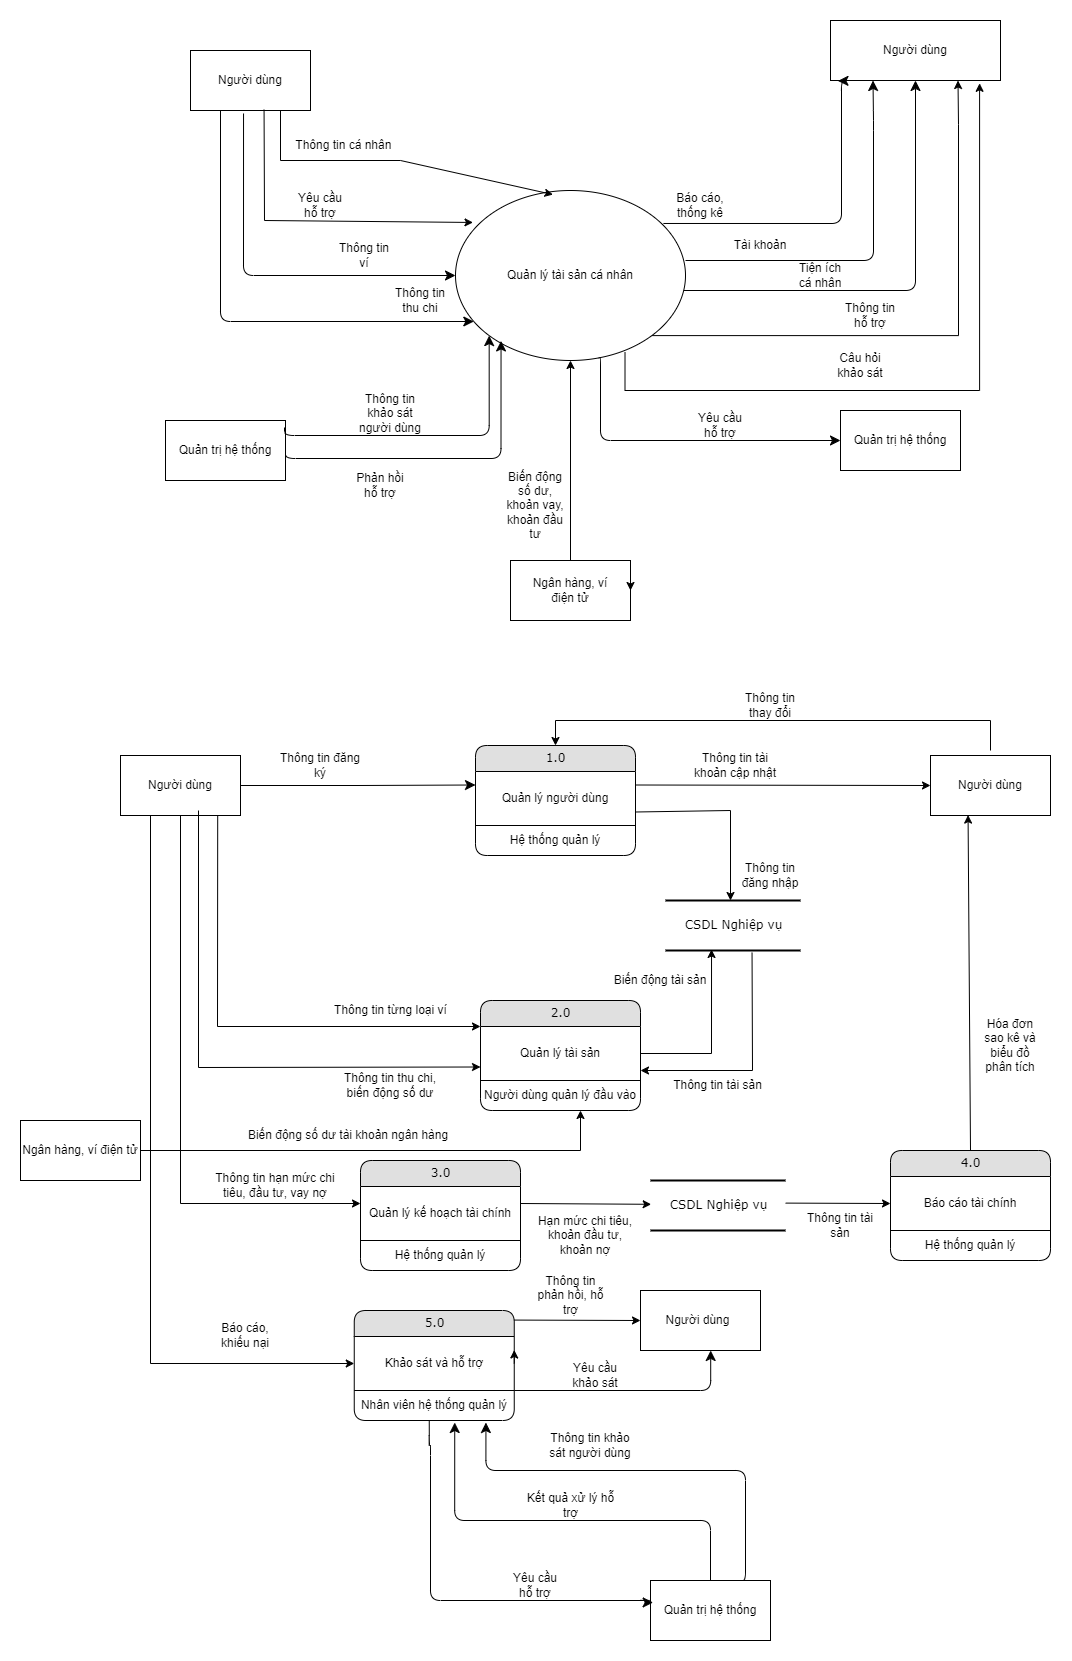 Người dùng
Người dùng
Thông tin cá nhân
Yêu cầu
hỗ trợ
Báo cáo,
thống kê
Thông tin
ví
Tài khoản
Quản lý tài sản cá nhân
Tiện ích
cá nhân
Thông tin
thu chi
Thông tin
hỗ trợ
Câu hỏi
khảo sát
Thông tin
khảo sát
người dùng
Yêu cầu
hỗ trợ
Quản trị hệ thống
Quản trị hệ thống
Phản hồi
hỗ trợ
Biến động
số dư,
khoản vay,
khoản đầu
tư
Ngân hàng, ví
điện tử
Thông tin
thay đổi
Người dùng
Thông tin đăng
ký
1.0
Quản lý người dùng
Hệ thống quản lý
Thông tin tài
khoản cập nhật
Người dùng
Thông tin
đăng nhập
CSDL Nghiệp vụ
Biến động tài sản
Thông tin từng loại ví
2.0
Quản lý tài sản
Người dùng quản lý đầu vào
Thông tin thu chi,
biến động số dư
Thông tin tài sản
Hóa đơn
sao kê và
biểu đồ
phân tích
Ngân hàng, ví điện tử
Biến động số dư tài khoản ngân hàng
Thông tin hạn mức chi
tiêu, đầu tư, vay nợ
3.0
Quản lý kế hoạch tài chính
Hệ thống quản lý
Hạn mức chi tiêu,
khoản đầu tư,
khoản nợ
CSDL Nghiệp vụ
Thông tin tài
sản
4.0
Báo cáo tài chính
Hệ thống quản lý
Báo cáo,
khiếu nại
5.0
Khảo sát và hỗ trợ
Nhân viên hệ thống quản lý
Thông tin
phản hồi, hỗ
trợ
Người dùng
Yêu cầu
khảo sát
Thông tin khảo
sát người dùng
Kết quả xử lý hỗ
trợ
Yêu cầu
hỗ trợ
Quản trị hệ thống